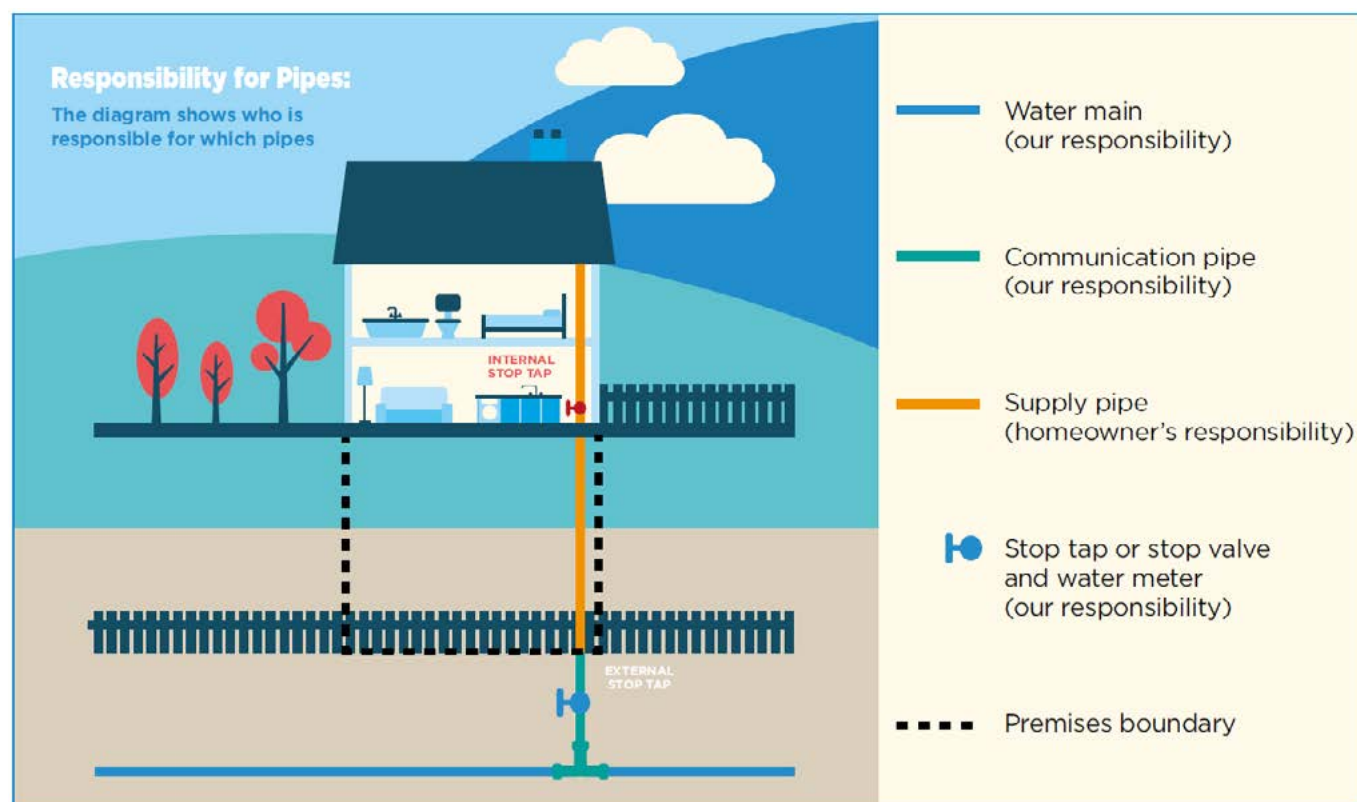 Responsibility for Pipes:
The diagram shows who is
responsible for which pipes
INTERNAL
STOP TAP
EXTERNAL
STOP TAP
Water main
(our responsibility)
Communication pipe
(our responsibility)
Supply pipe
(homeowner's responsibility)
Stop tap or stop valve
and water meter
(our responsibility)
Premises boundary